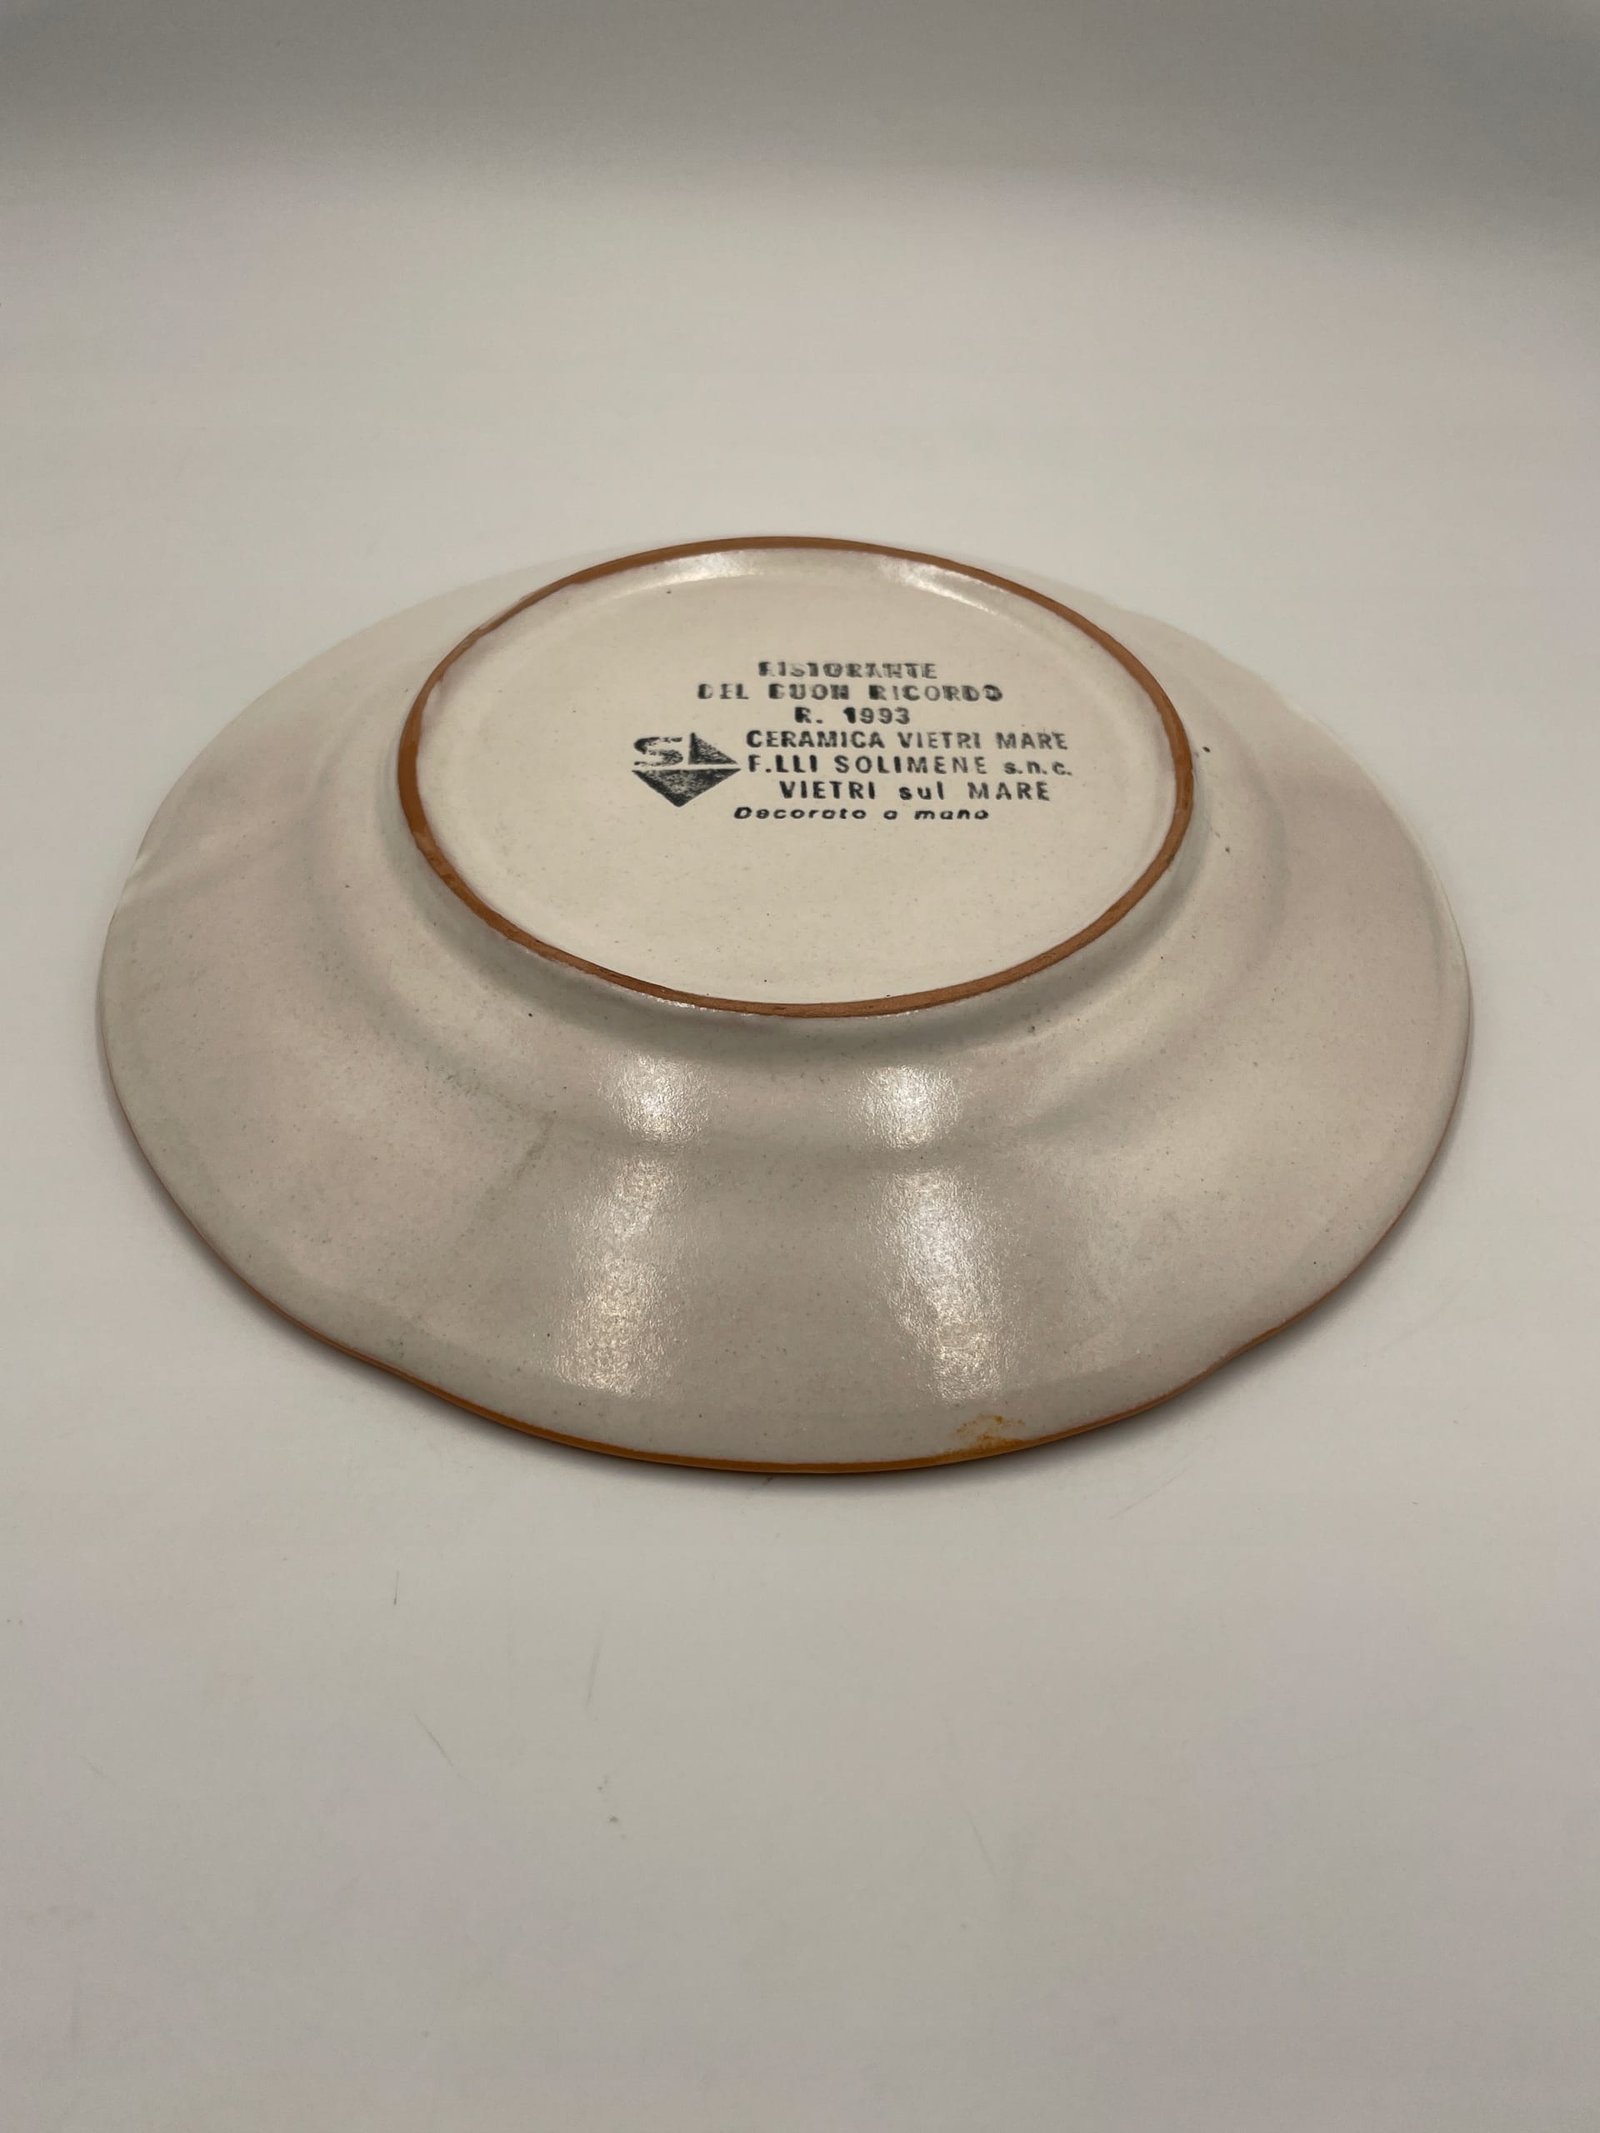 RISTORANTE
DEL BUON RICORDO
R. 1993
SL
CERAMICA VIETRI MARE
F.LLI SOLIMENE s.n.c.
VIETRI sul MARE
Decorato a mano